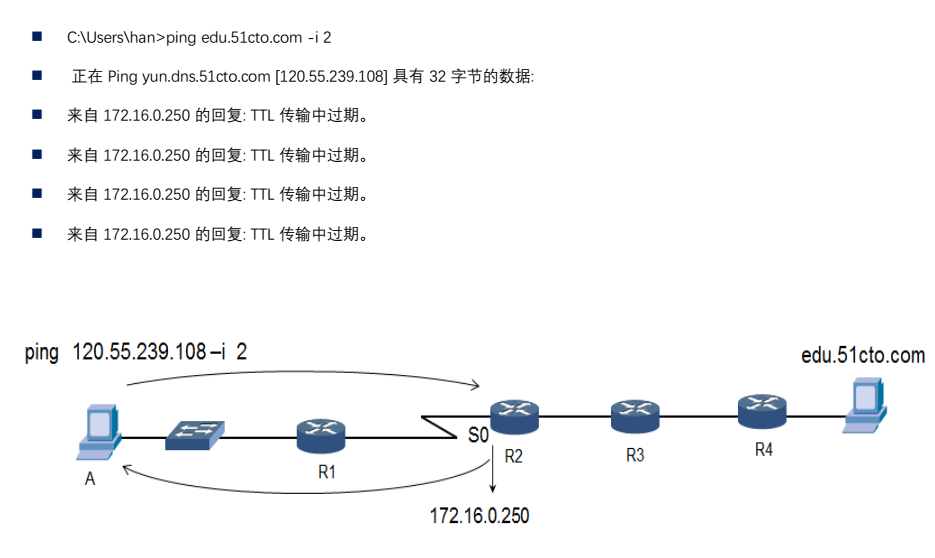 C:\Users\han>ping edu.51cto.com -i 2
正在 Ping yun.dns.51cto.com [120.55.239.108] 具有 32 字节的数据:
来自 172.16.0.250 的回复: TTL 传输中过期。
来自 172.16.0.250 的回复: TTL 传输中过期。
来自 172.16.0.250 的回复: TTL 传输中过期。
来自 172.16.0.250 的回复: TTL 传输中过期。
ping 120.55.239.108 –i 2
edu.51cto.com
S0
A
R1
R2
R3
R4
172.16.0.250